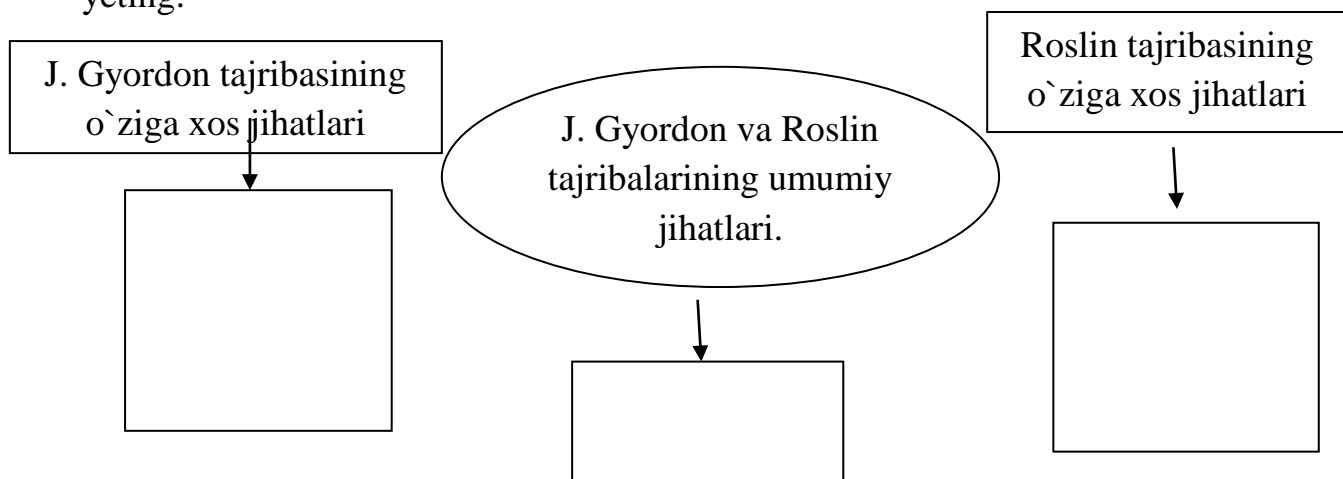 yeting.
J. Gyordon tajribasining
o`ziga xos jihatlari
J. Gyordon va Roslin
tajribalarining umumiy
jihatlari.
Roslin tajribasining
o`ziga xos jihatlari